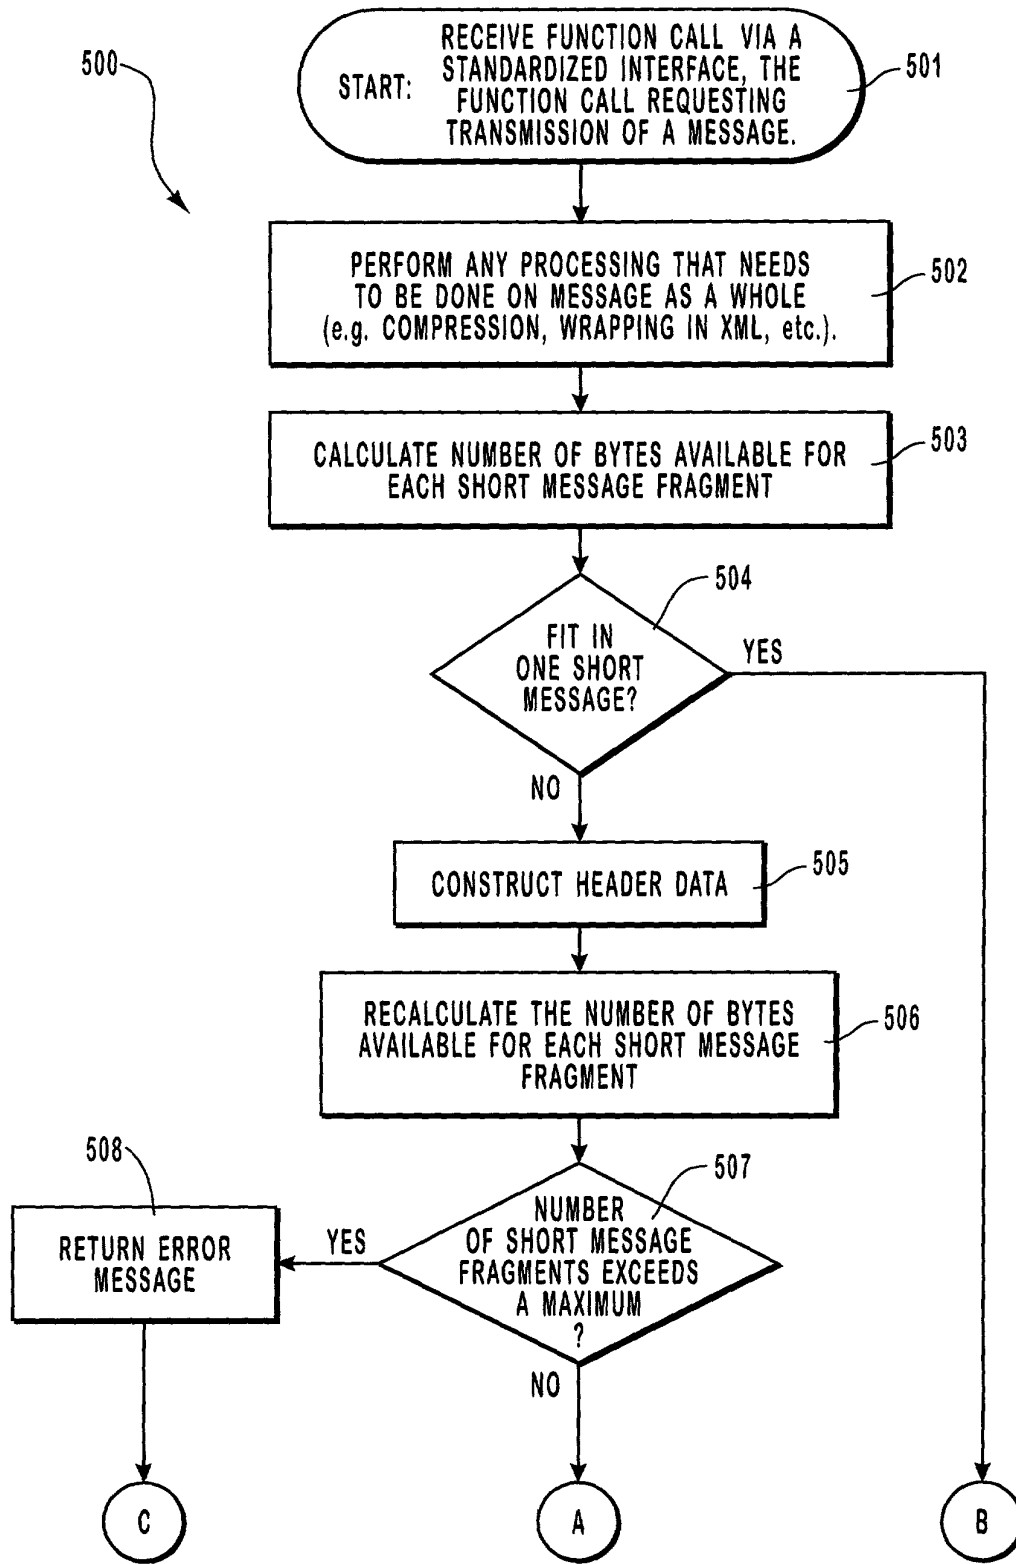 500
START:
RECEIVE FUNCTION CALL VIA A
STANDARDIZED INTERFACE, THE
FUNCTION CALL REQUESTING
TRANSMISSION OF A MESSAGE.
501
PERFORM ANY PROCESSING THAT NEEDS
TO BE DONE ON MESSAGE AS A WHOLE
(e.g. COMPRESSION, WRAPPING IN XML, etc.).
502
CALCULATE NUMBER OF BYTES AVAILABLE FOR
EACH SHORT MESSAGE FRAGMENT
503
FIT IN
ONE SHORT
MESSAGE?
504
YES
NO
CONSTRUCT HEADER DATA
505
RECALCULATE THE NUMBER OF BYTES
AVAILABLE FOR EACH SHORT MESSAGE
FRAGMENT
506
NUMBER
OF SHORT MESSAGE
FRAGMENTS EXCEEDS
A MAXIMUM
?
507
YES
508
RETURN ERROR
MESSAGE
NO
C
A
B